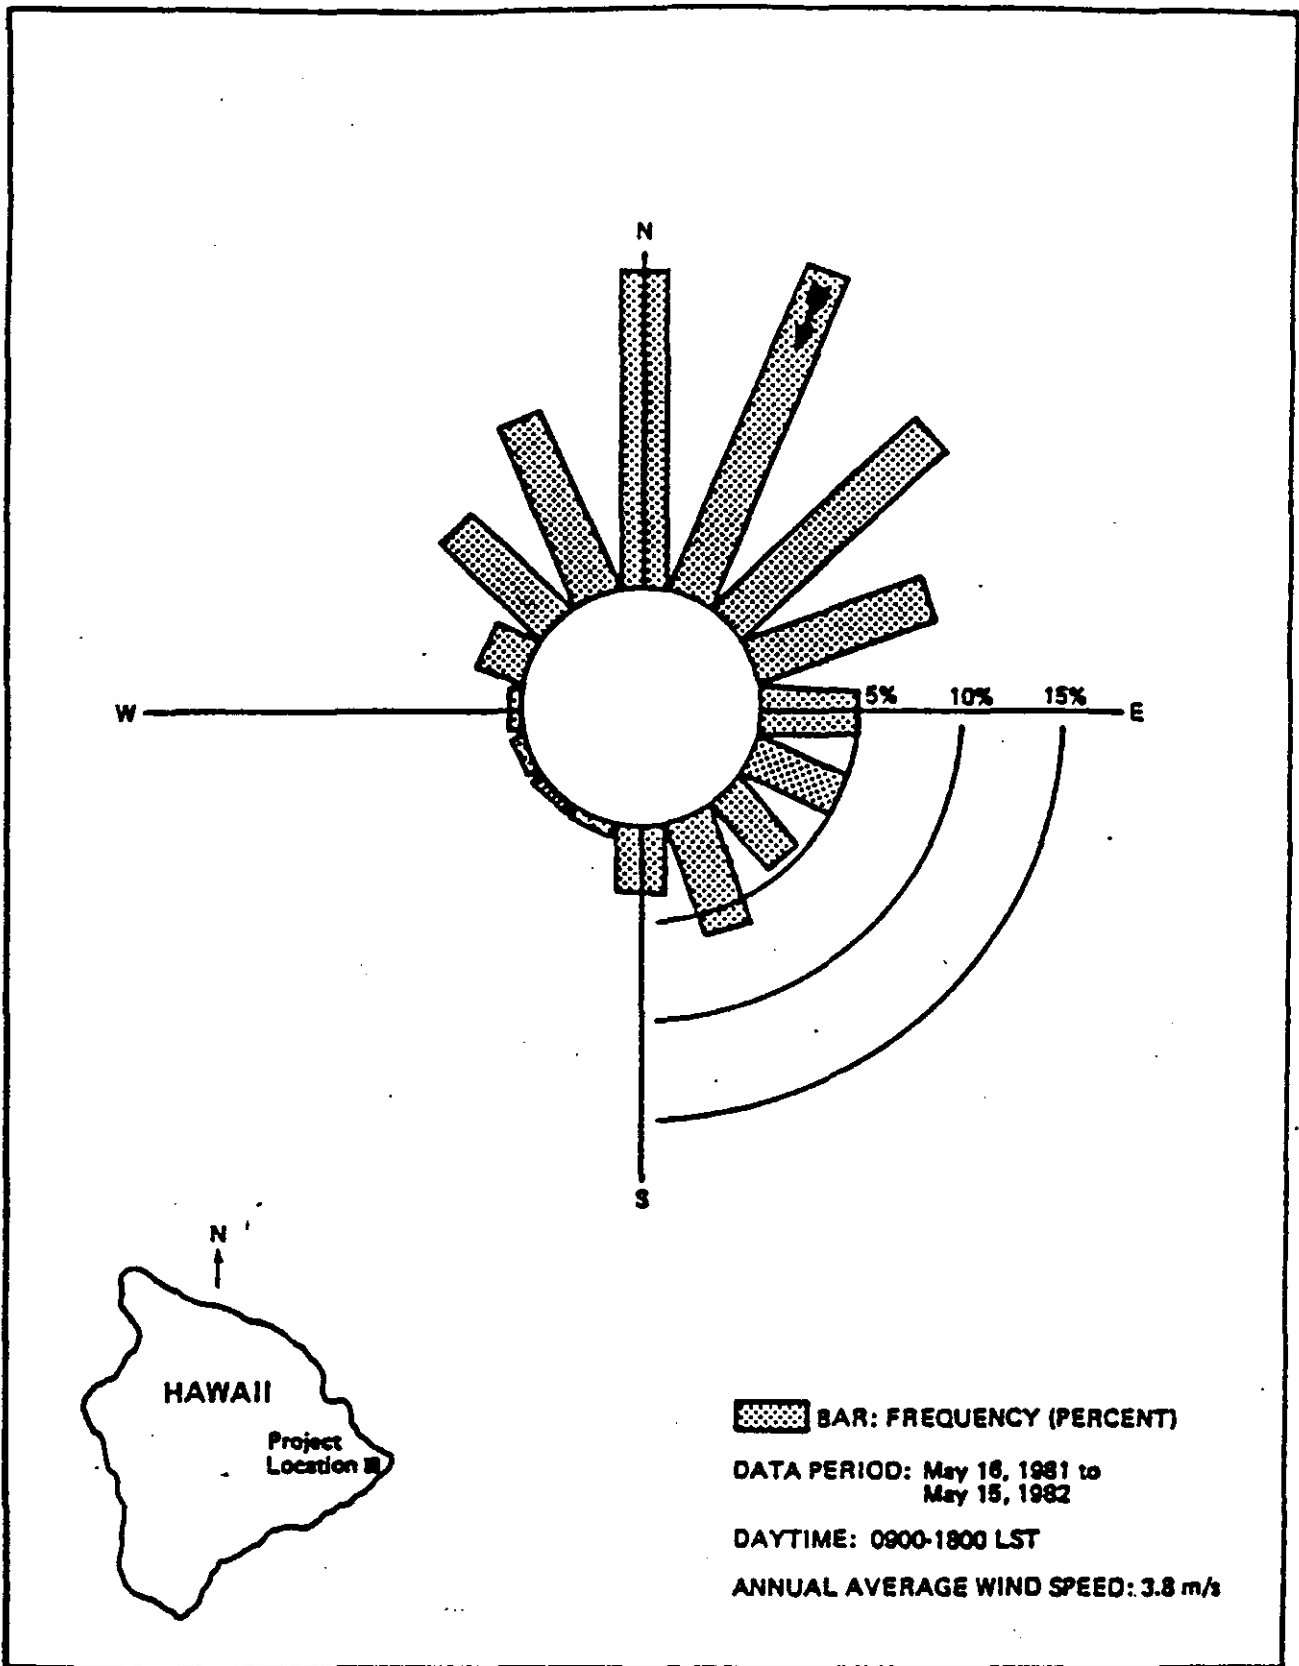 N
W
5% 10% 15%
E
S
N
HAWAII
Project
Location
BAR: FREQUENCY (PERCENT)
DATA PERIOD: May 16, 1981 to
May 15, 1982
DAYTIME: 0900-1800 LST
ANNUAL AVERAGE WIND SPEED: 3.8 m/s